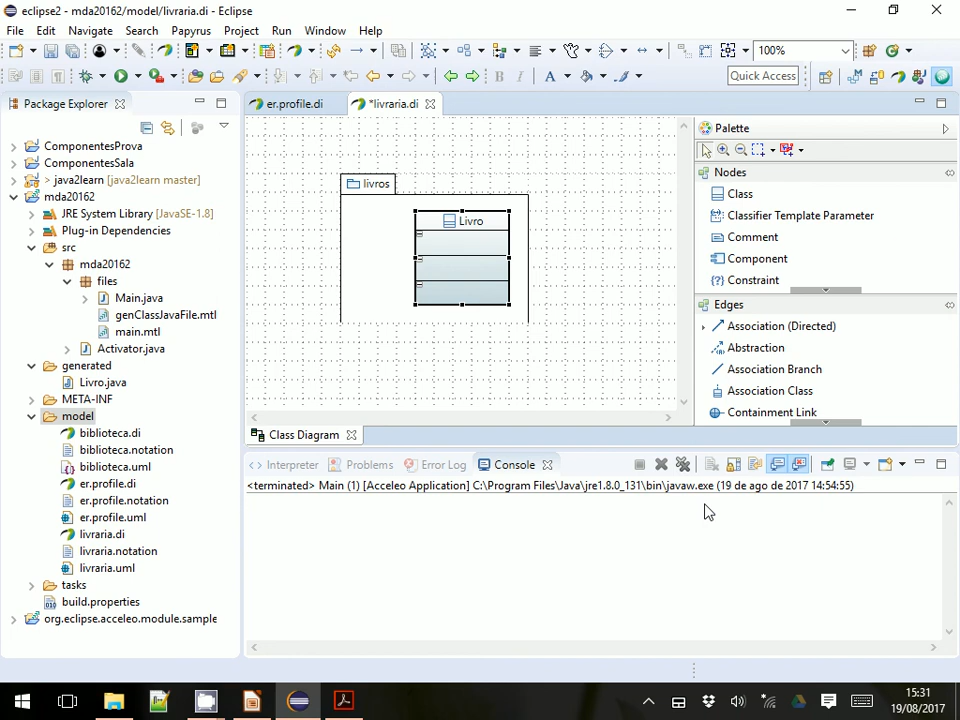 eclipse2 - mda20162/model/livraria.di - Eclipse
File Edit Navigate Search Papyrus Project Run Window Help
100%
Quick Access
Package Explorer
er.profile.di
*livraria.di
Palette
ComponentesProva
ComponentesSala
> java2learn [java2learn master]
mda20162
JRE System Library [JavaSE-1.8]
Plug-in Dependencies
src
mda20162
files
Main.java
genClassJavaFile.mtl
main.mtl
Activator.java
generated
Livro.java
META-INF
model
biblioteca.di
biblioteca.notation
biblioteca.uml
er.profile.di
er.profile.notation
er.profile.uml
livraria.di
livraria.notation
livraria.uml
tasks
build.properties
org.eclipse.acceleo.module.sample
livros
Livro
Class Diagram
Nodes
Class
Classifier Template Parameter
Comment
Component
Constraint
Edges
Association (Directed)
Abstraction
Association Branch
Association Class
Containment Link
Interpreter
Problems
Error Log
Console
<terminated> Main (1) [Acceleo Application] C:\Program Files\Java\jre1.8.0_131\bin\javaw.exe (19 de ago de 2017 14:54:55)
15:31
19/08/2017